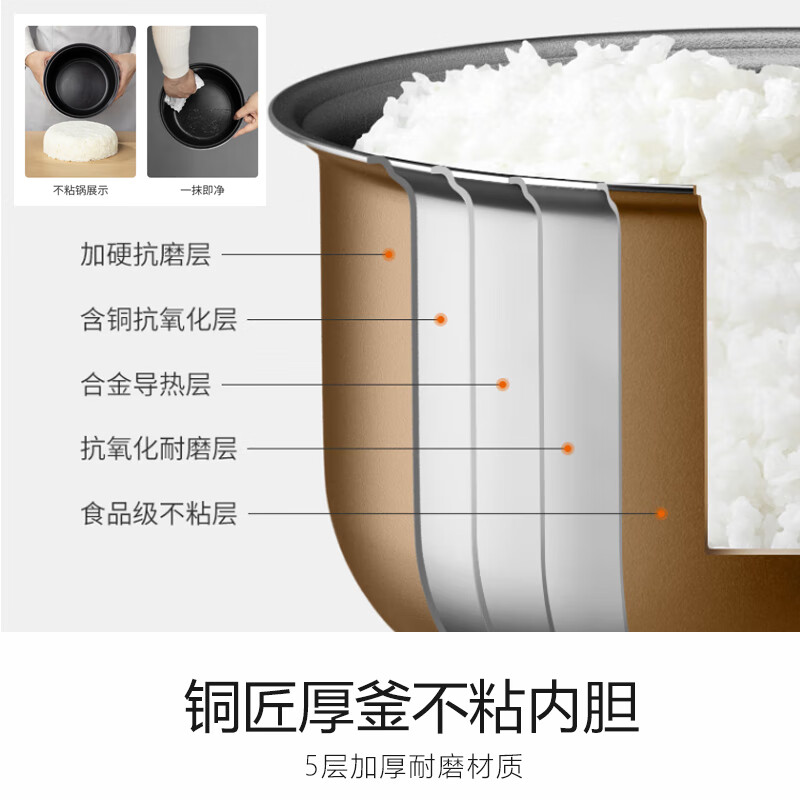 不粘锅展示
一抹即净
加硬抗磨层
含铜抗氧化层
合金导热层
抗氧化耐磨层
食品级不粘层
铜匠厚釜不粘内胆
5层加厚耐磨材质